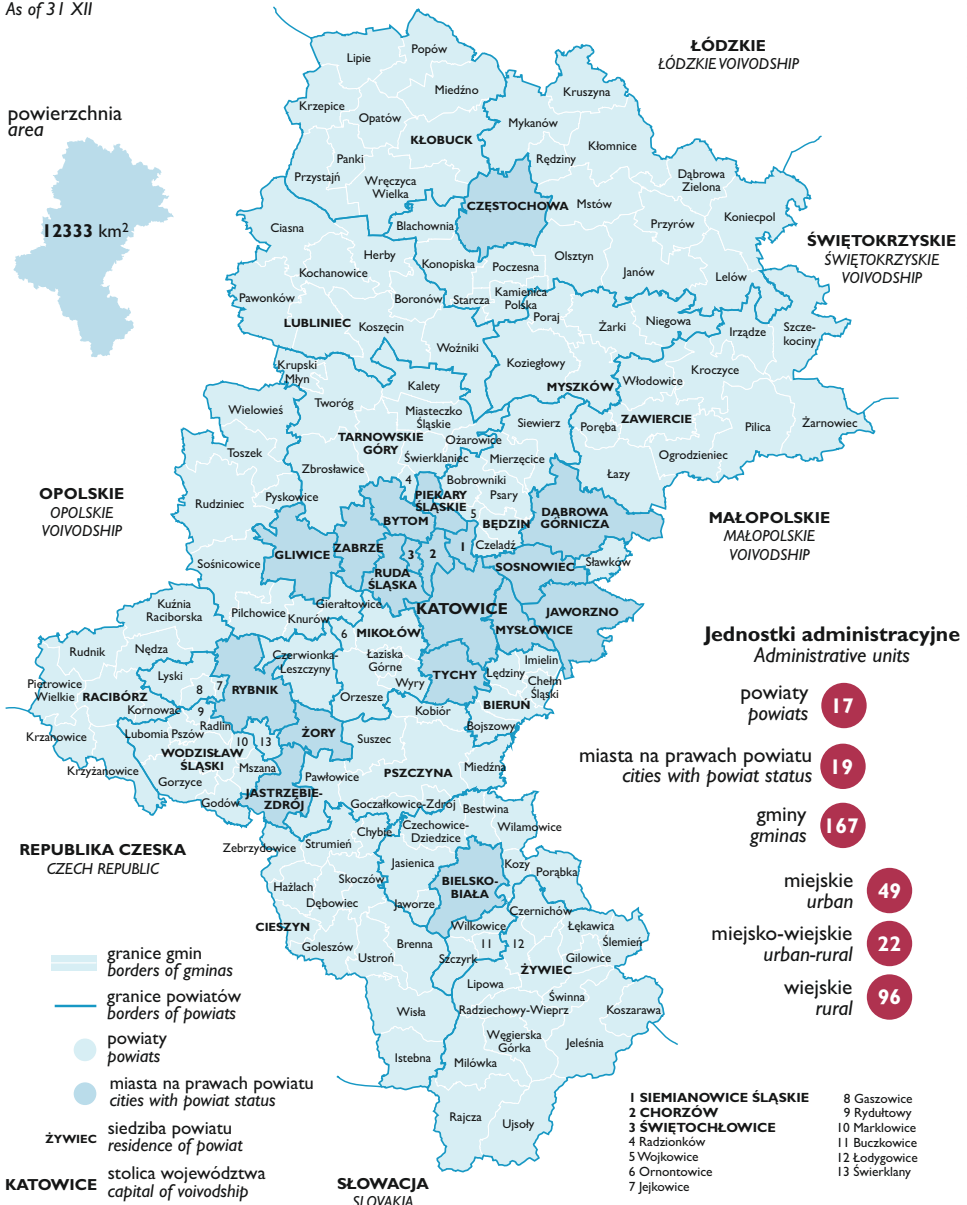 As of 31 XII
powierzchnia
area
12333 km²
ŁÓDZKIE
ŁÓDZKIE VOIVODSHIP
ŚWIĘTOKRZYSKIE
ŚWIĘTOKRZYSKIE
VOIVODSHIP
OPOLSKIE
OPOLSKIE
VOIVODSHIP
MAŁOPOLSKIE
MAŁOPOLSKIE
VOIVODSHIP
REPUBLIKA CZESKA
CZECH REPUBLIC
SŁOWACJA
SLOVAKIA
Lipie
Popów
Miedźno
Krzepice
Opatów
KŁOBUCK
Panki
Przystajń
Wręczyca
Wielka
Kruszyna
Mykanów
Kłomnice
Rędziny
Dąbrowa
Zielona
CZĘSTOCHOWA
Mstów
Przyrów
Koniecpol
Blachownia
Ciasna
Herby
Konopiska
Poczesna
Olsztyn
Janów
Lelów
Kochanowice
Pawonków
Boronów
Starcza
Kamienica
Polska
Poraj
LUBLINIEC
Koszęcin
Żarki
Niegowa
Irządze
Szcze-
kociny
Woźniki
Koziegłowy
Kroczyce
Krupski
Młyn
MYSZKÓW
Włodowice
Kalety
Tworóg
Wielowieś
Miasteczko
Śląskie
Siewierz
Poręba
ZAWIERCIE
Pilica
Żarnowiec
TARNOWSKIE
GÓRY
Ożarowice
Toszek
Świerklaniec
Mierzęcice
Ogrodzieniec
Zbrosławice
4
Bobrowniki
Łazy
Rudziniec
Pyskowice
PIEKARY
ŚLĄSKIE
Psary
5
BYTOM
BĘDZIN
DĄBROWA
GÓRNICZA
GLIWICE
ZABRZE
3
2
1
Czeladź
Sośnicowice
RUDA
ŚLĄSKA
SOSNOWIEC
Sławków
Kuźnia
Raciborska
Pilchowice
Gierałtowice
Knurów
KATOWICE
JAWORZNO
6
MIKOŁÓW
MYSŁOWICE
Rudnik
Nędza
Czerwionka-
Leszczyny
Łaziska
Górne
Imielin
Lyski
TYCHY
Lędziny
Chełm
Śląski
Pietrowice
Wielkie
RACIBÓRZ
8
7
RYBNIK
Orzesze
Wyry
BIERUŃ
Kornowac
9
Kobiór
Krzanowice
Lubomia
Pszów
Radlin
ŻORY
Suszec
Bojszowy
10
13
WODZISŁAW
ŚLĄSKI
Krzyżanowice
Mszana
Pawłowice
PSZCZYNA
Miedźna
Gorzyce
JASTRZĘBIE-
ZDRÓJ
Godów
Goczałkowice-Zdrój
Bestwina
Chybie
Czechowice-
Dziedzice
Wilamowice
Zebrzydowice
Strumień
Jasienica
Kozy
Porąbka
Skoczów
BIELSKO-
BIAŁA
Hażlach
Dębowiec
Jaworze
Czernichów
CIESZYN
Wilkowice
Łękawica
Goleszów
Brenna
11
12
Ślemień
Ustroń
Szczyrk
ŻYWIEC
Gilowice
Lipowa
Świnna
Wisła
Radziechowy-Wieprz
Koszarawa
Węgierska
Górka
Jeleśnia
Istebna
Milówka
Rajcza
Ujsoły
Jednostki administracyjne
Administrative units
powiaty
powiats
17
miasta na prawach powiatu
cities with powiat status
19
gminy
gminas
167
miejskie
urban
49
miejsko-wiejskie
urban-rural
22
wiejskie
rural
96
granice gmin
borders of gminas
granice powiatów
borders of powiats
powiaty
powiats
miasta na prawach powiatu
cities with powiat status
ŻYWIEC siedziba powiatu
residence of powiat
KATOWICE stolica województwa
capital of voivodship
1 SIEMIANOWICE ŚLĄSKIE
2 CHORZÓW
3 ŚWIĘTOCHŁOWICE
4 Radzionków
5 Wojkowice
6 Ornontowice
7 Jejkowice
8 Gaszowice
9 Rydułtowy
10 Marklowice
11 Buczkowice
12 Łodygowice
13 Świerklany